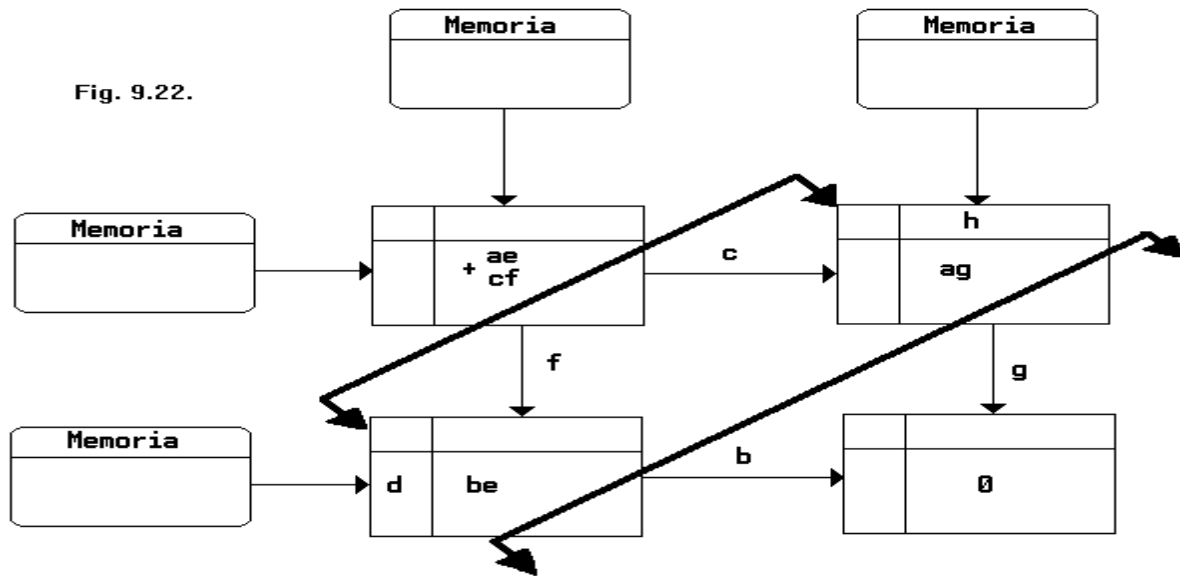 Memoria
Memoria
Fig. 9.22.
Memoria
h
+ ae
cf
c
ag
f
g
Memoria
d
be
b
0